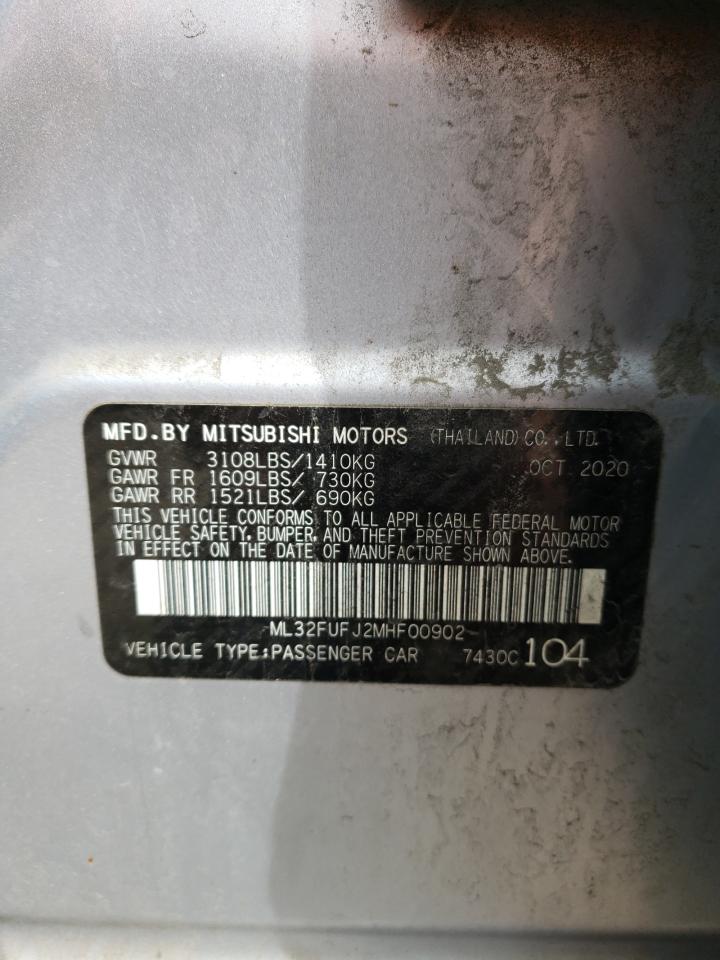 MFD.BY MITSUBISHI MOTORS (THAILAND) CO., LTD.
GVWR 3108LBS/1410KG OCT. 2020
GAWR FR 1609LBS/ 730KG
GAWR RR 1521LBS/ 690KG
THIS VEHICLE CONFORMS TO ALL APPLICABLE FEDERAL MOTOR
VEHICLE SAFETY, BUMPER, AND THEFT PREVENTION STANDARDS
IN EFFECT ON THE DATE OF MANUFACTURE SHOWN ABOVE.
ML32FUFJ2MHF00902
VEHICLE TYPE:PASSENGER CAR 7430C 104